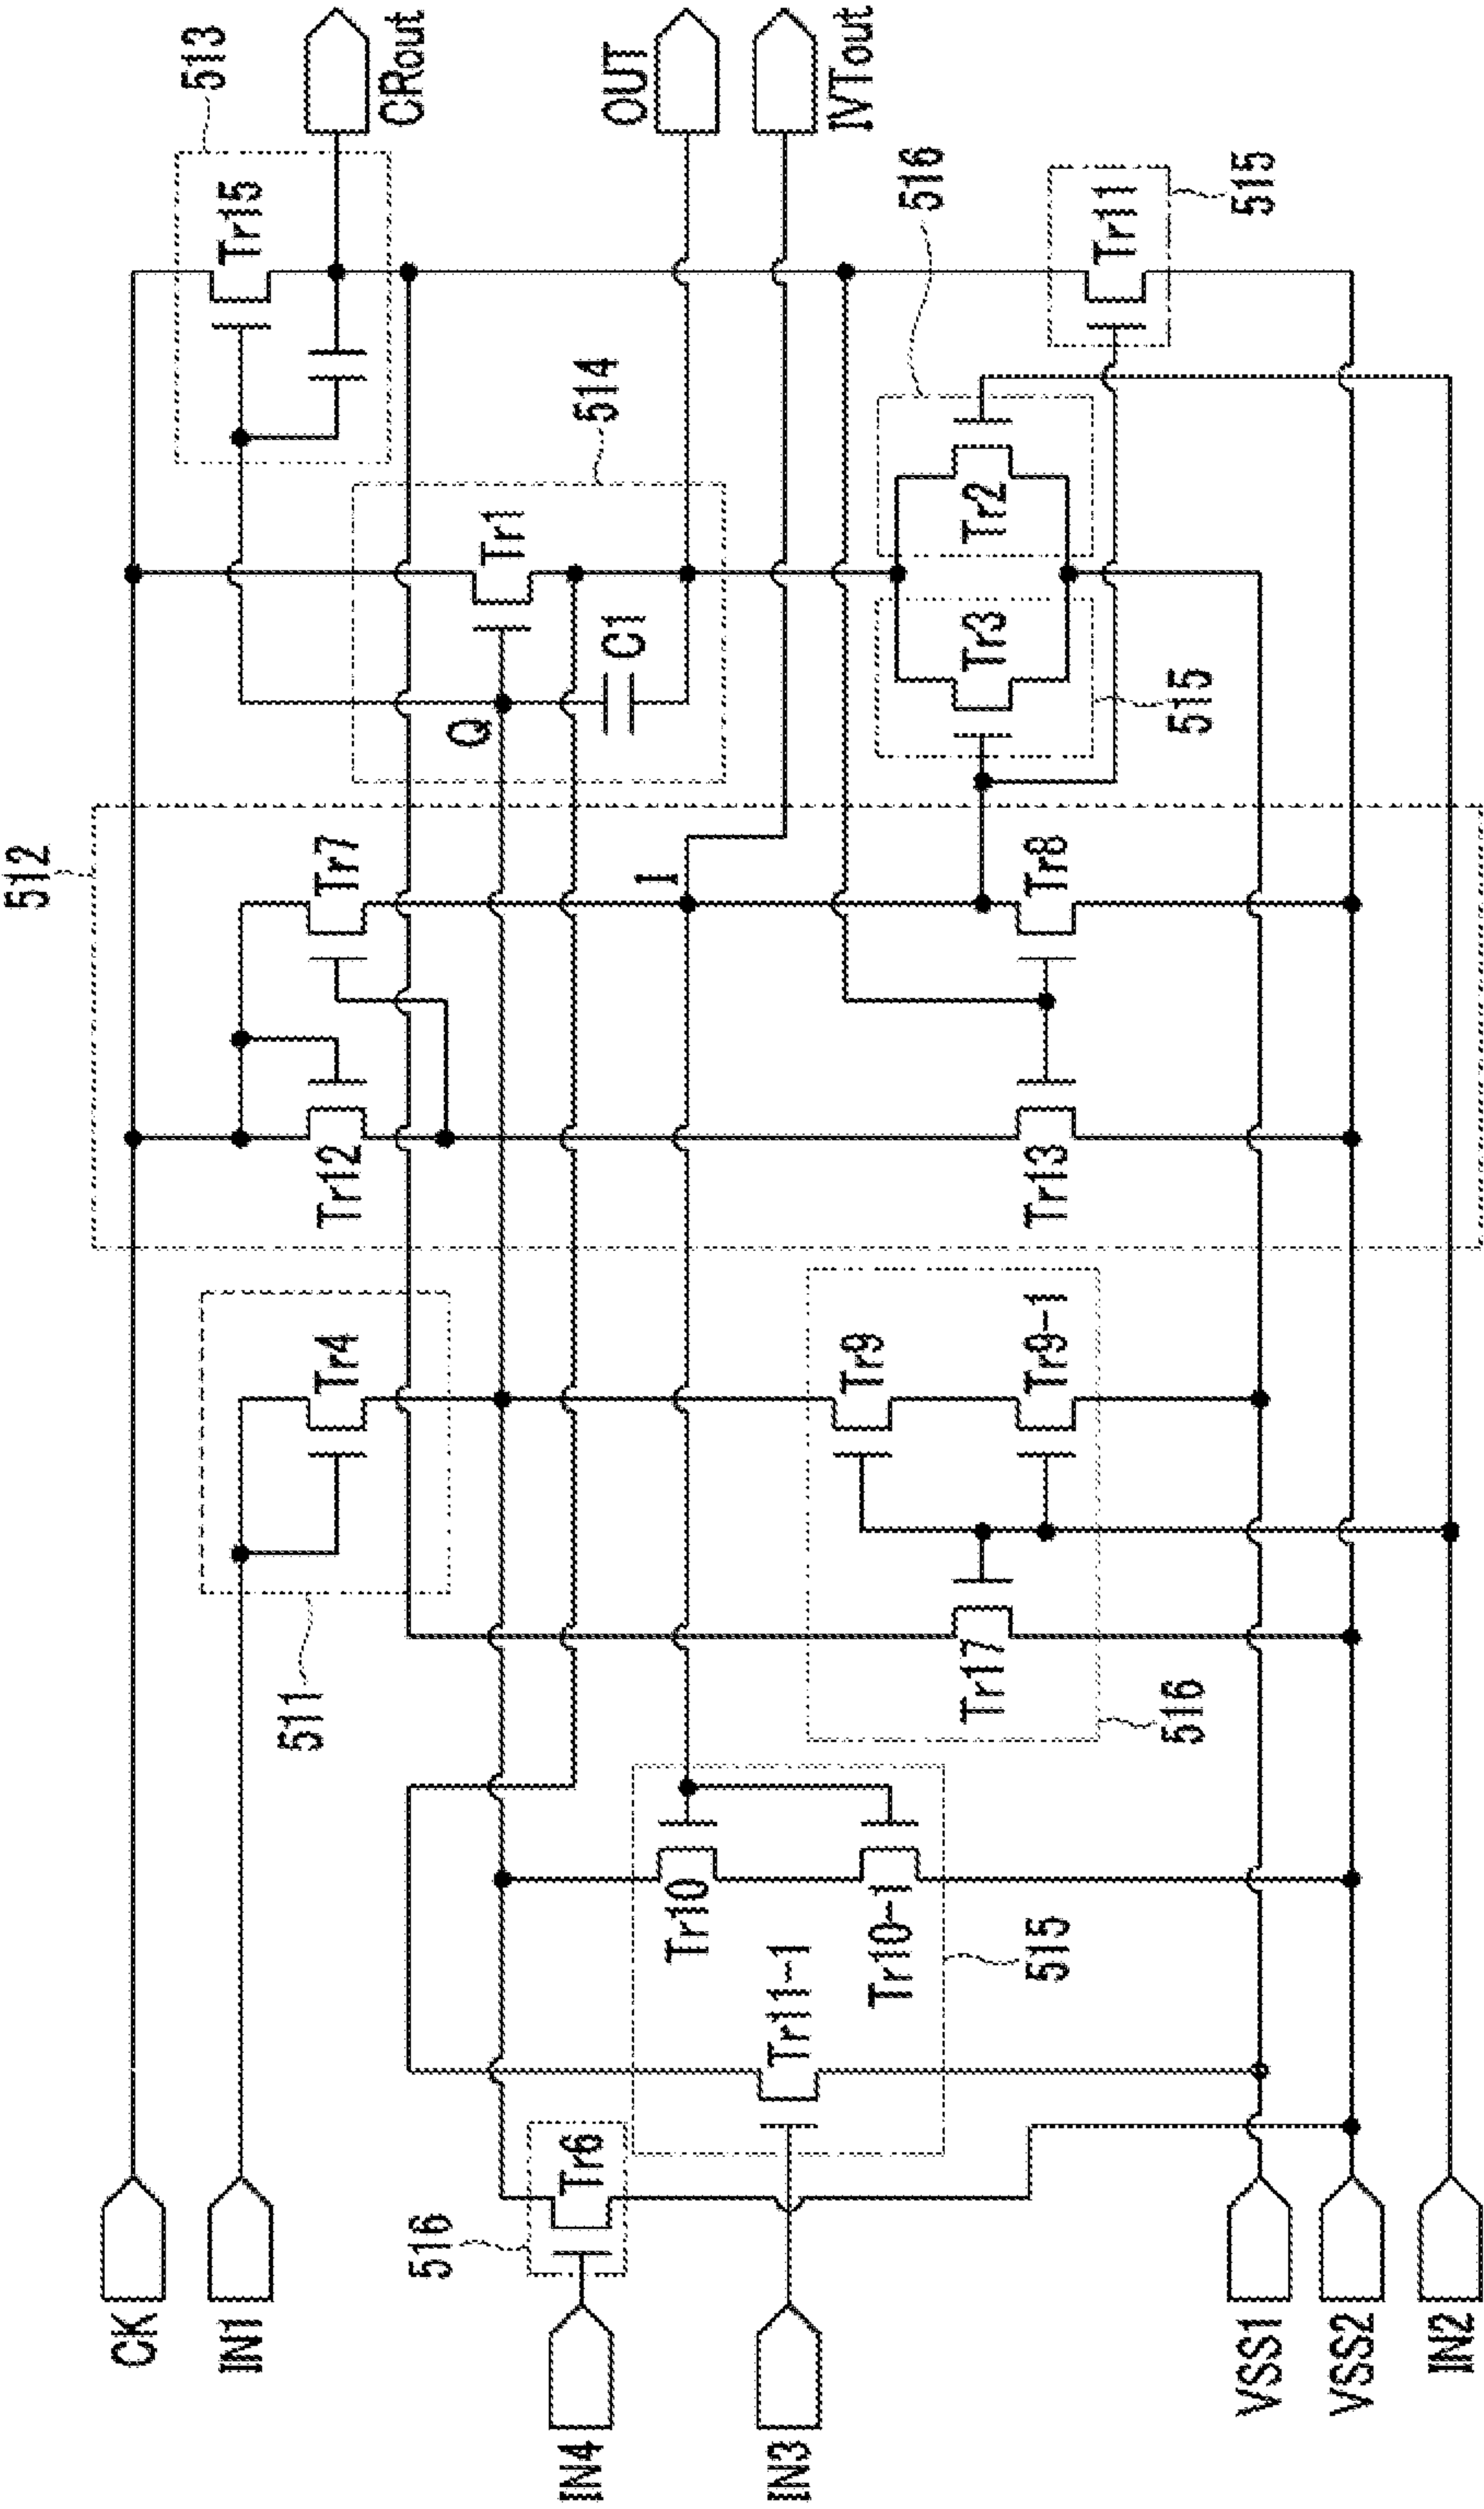 512
513
Tr15
CRout
514
Tr1
Q
C1
OUT
IVTout
516
Tr2
Tr3
515
Tr11
515
Tr7
Tr12
I
Tr8
Tr13
511
Tr4
Tr9
Tr9-1
Tr17
516
Tr10
Tr10-1
Tr11-1
515
516
Tr6
CK
IN1
IN4
IN3
VSS1
VSS2
IN2